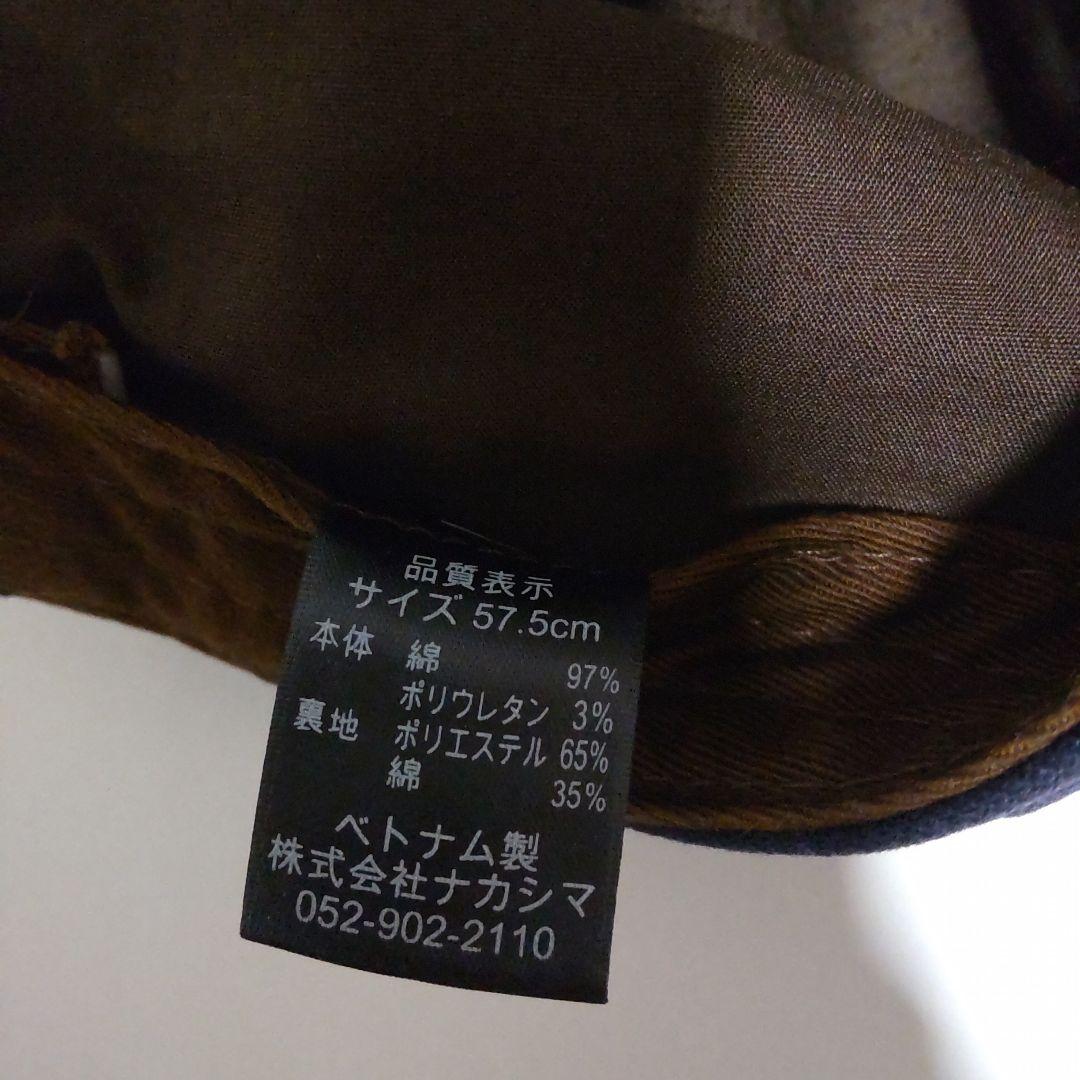 品質表示
サイズ 57.5cm
本体 綿 97%
ポリウレタン 3%
裏地 ポリエステル 65%
綿 35%
ベトナム製
株式会社ナカシマ
052-902-2110